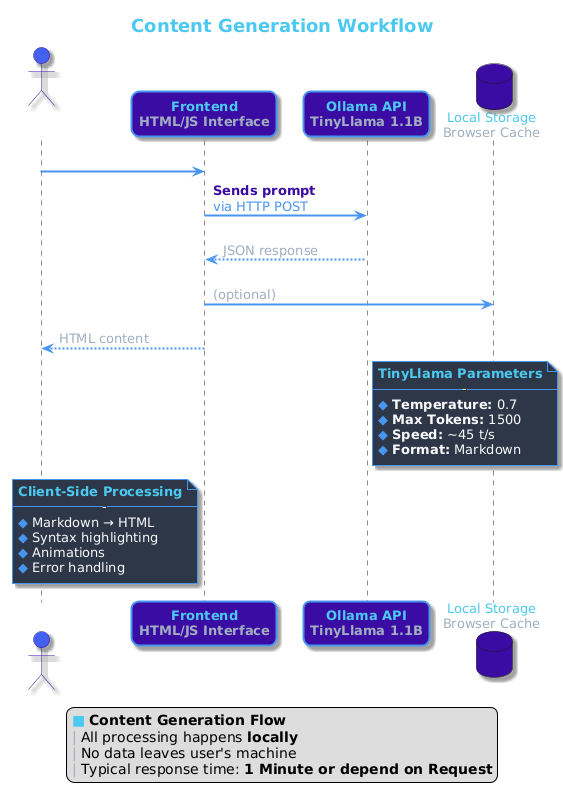 Content Generation Workflow
Frontend
HTML/JS Interface
Ollama API
TinyLlama 1.1B
Local Storage
Browser Cache
Sends prompt
via HTTP POST
JSON response
(optional)
HTML content
TinyLlama Parameters
◆ Temperature: 0.7
◆ Max Tokens: 1500
◆ Speed: ~45 t/s
◆ Format: Markdown
Client-Side Processing
◆ Markdown → HTML
◆ Syntax highlighting
◆ Animations
◆ Error handling
Frontend
HTML/JS Interface
Ollama API
TinyLlama 1.1B
Local Storage
Browser Cache
■ Content Generation Flow
| All processing happens locally
| No data leaves user's machine
| Typical response time: 1 Minute or depend on Request